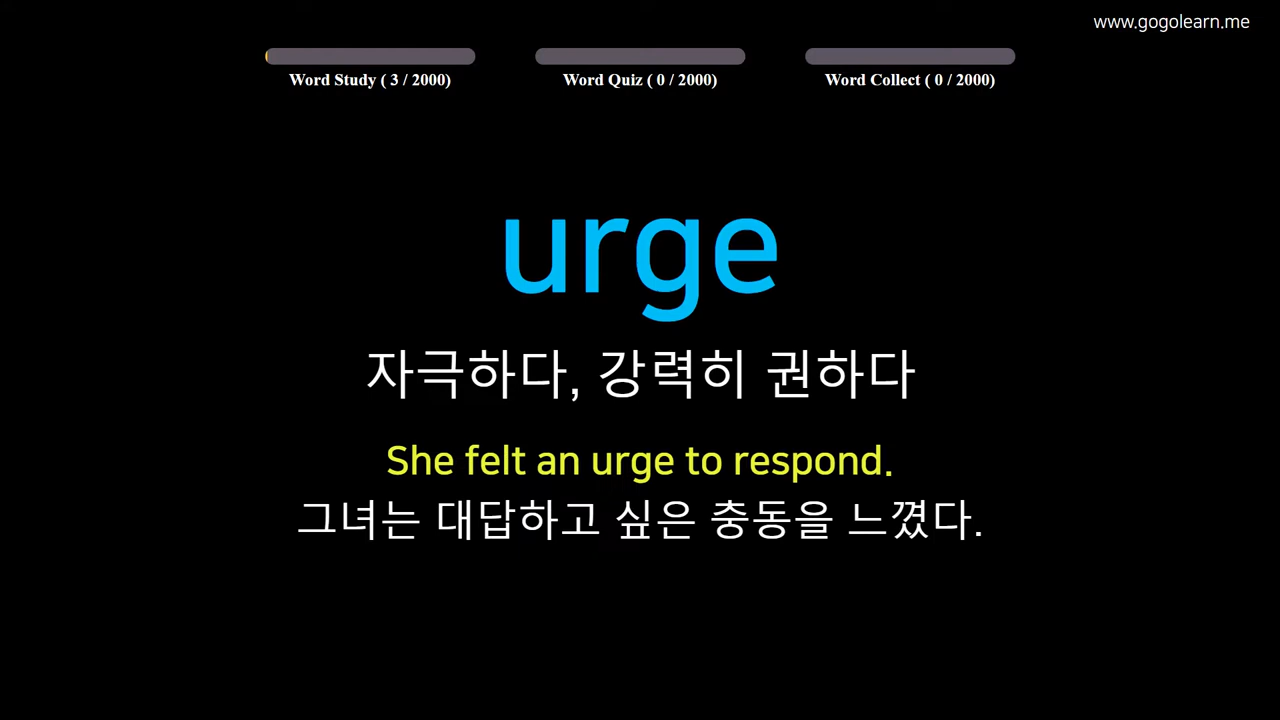 www.gogolearn.me
Word Study ( 3 / 2000)
Word Quiz ( 0 / 2000)
Word Collect ( 0 / 2000)
urge
자극하다, 강력히 권하다
She felt an urge to respond.
그녀는 대답하고 싶은 충동을 느꼈다.